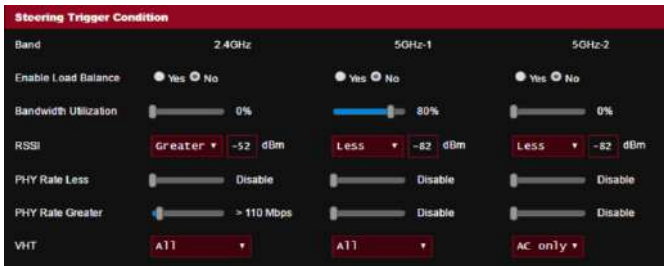 Steering Trigger Condition
Band 2.4GHz 5GHz-1 5GHz-2
Enable Load Balance Yes No Yes No Yes No
Bandwidth Utilization 0% 80% 0%
RSSI Greater -52 dBm Less -82 dBm Less -82 dBm
PHY Rate Less Disable Disable Disable
PHY Rate Greater > 110 Mbps Disable Disable
VHT All All AC only